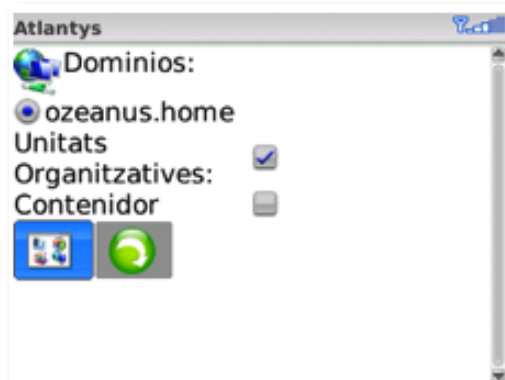 Atlantys
Dominios:
ozeanus.home
Unitats
Organitzatives:
Contenidor